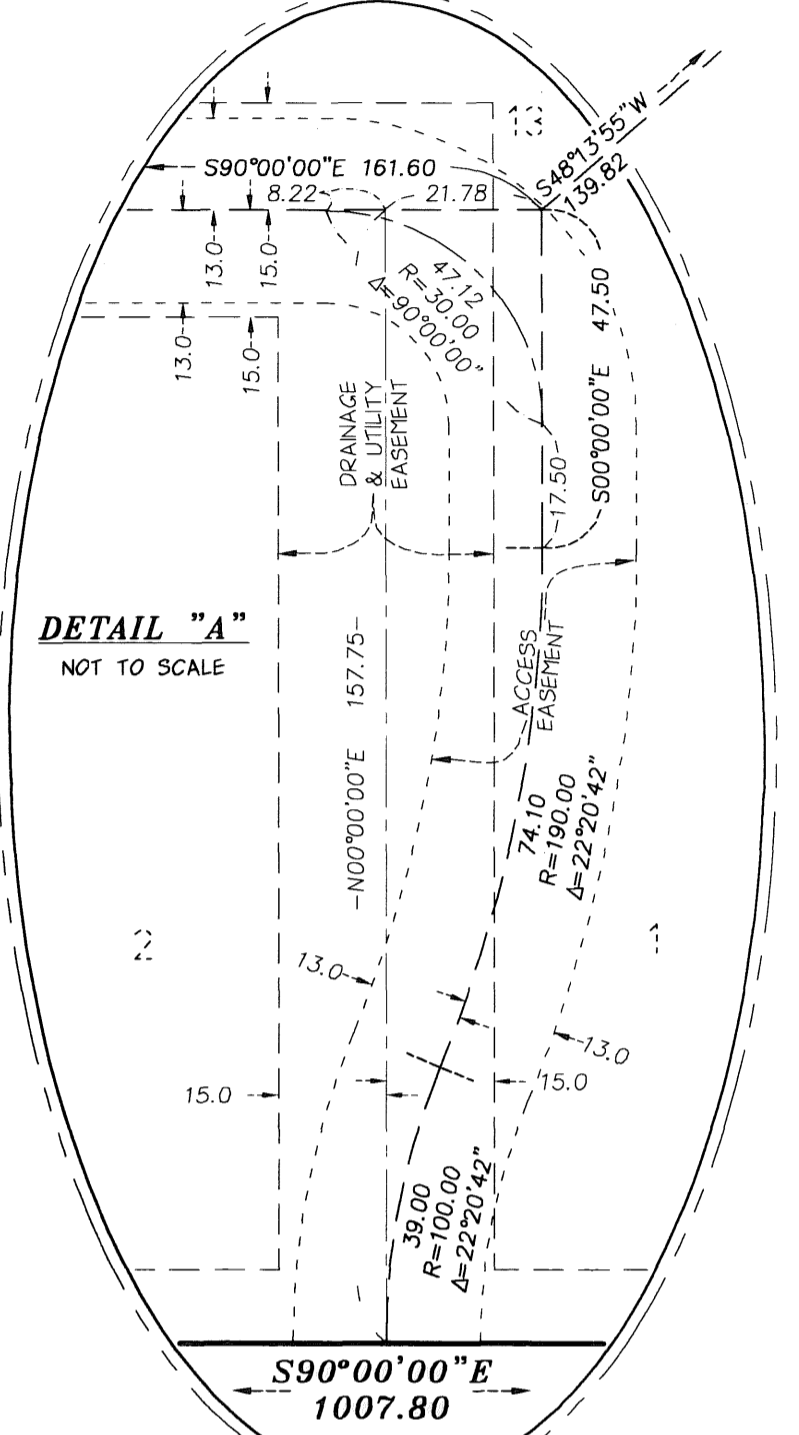 3
S48°13'55"W
139.82
S90°00'00"E 161.60
8.22
21.78
13.0
15.0
47.12
R=30.00
Δ=90°00'00"
S00°00'00"E 47.50
13.0
15.0
DRAINAGE
& UTILITY
EASEMENT
17.50
DETAIL "A"
NOT TO SCALE
N00°00'00"E 157.75
ACCESS
EASEMENT
74.10
R=190.00
Δ=22°20'42"
2
1
13.0
13.0
15.0
15.0
39.00
R=100.00
Δ=22°20'42"
S90°00'00"E
1007.80